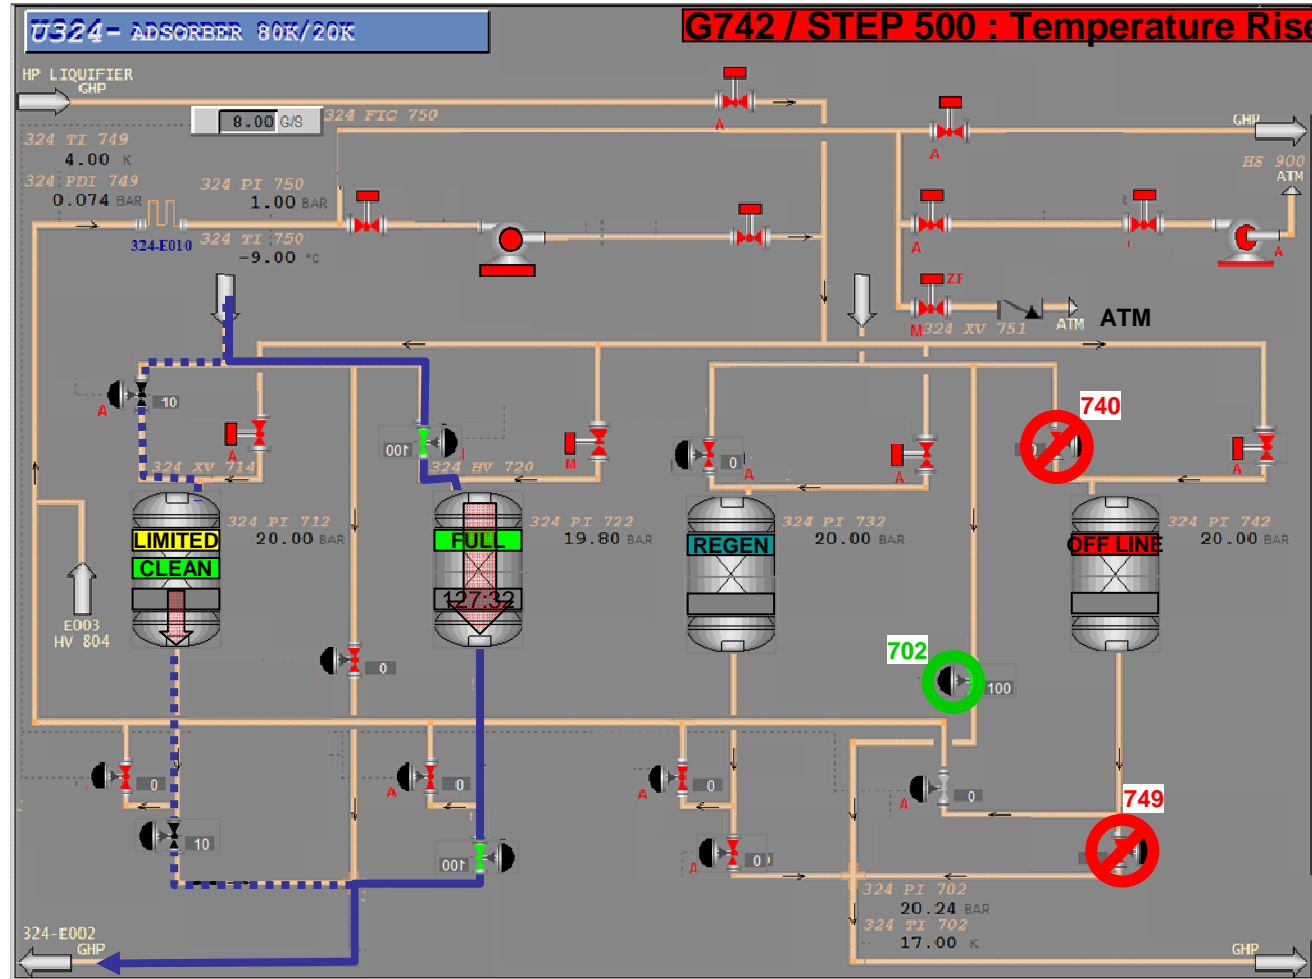 U324- ADSORBER 80K/20K
G742 / STEP 500 : Temperature Rise
HP LIQUIFIER
GHP
8.00 G/S
324 FIC 750
A
A
GHP
324 TI 749
4.00 K
HS 900
ATM
324 PDI 749
0.074 BAR
324 PI 750
1.00 BAR
324-E010
324 TI 750
-9.00 °C
A
A
ZF
M
324 XV 751
ATM
ATM
A
10
A
324 XV 714
100
324 HV 720
M
0
A
A
740
A
324 PI 712
20.00 BAR
324 PI 722
19.80 BAR
324 PI 732
20.00 BAR
324 PI 742
20.00 BAR
LIMITED
CLEAN
FULL
127:32
REGEN
OFF LINE
E003
HV 804
0
702
100
0
0
A
0
A
0
A
749
10
100
0
A
324 PI 702
20.24 BAR
324 TI 702
17.00 K
324-E002
GHP
GHP